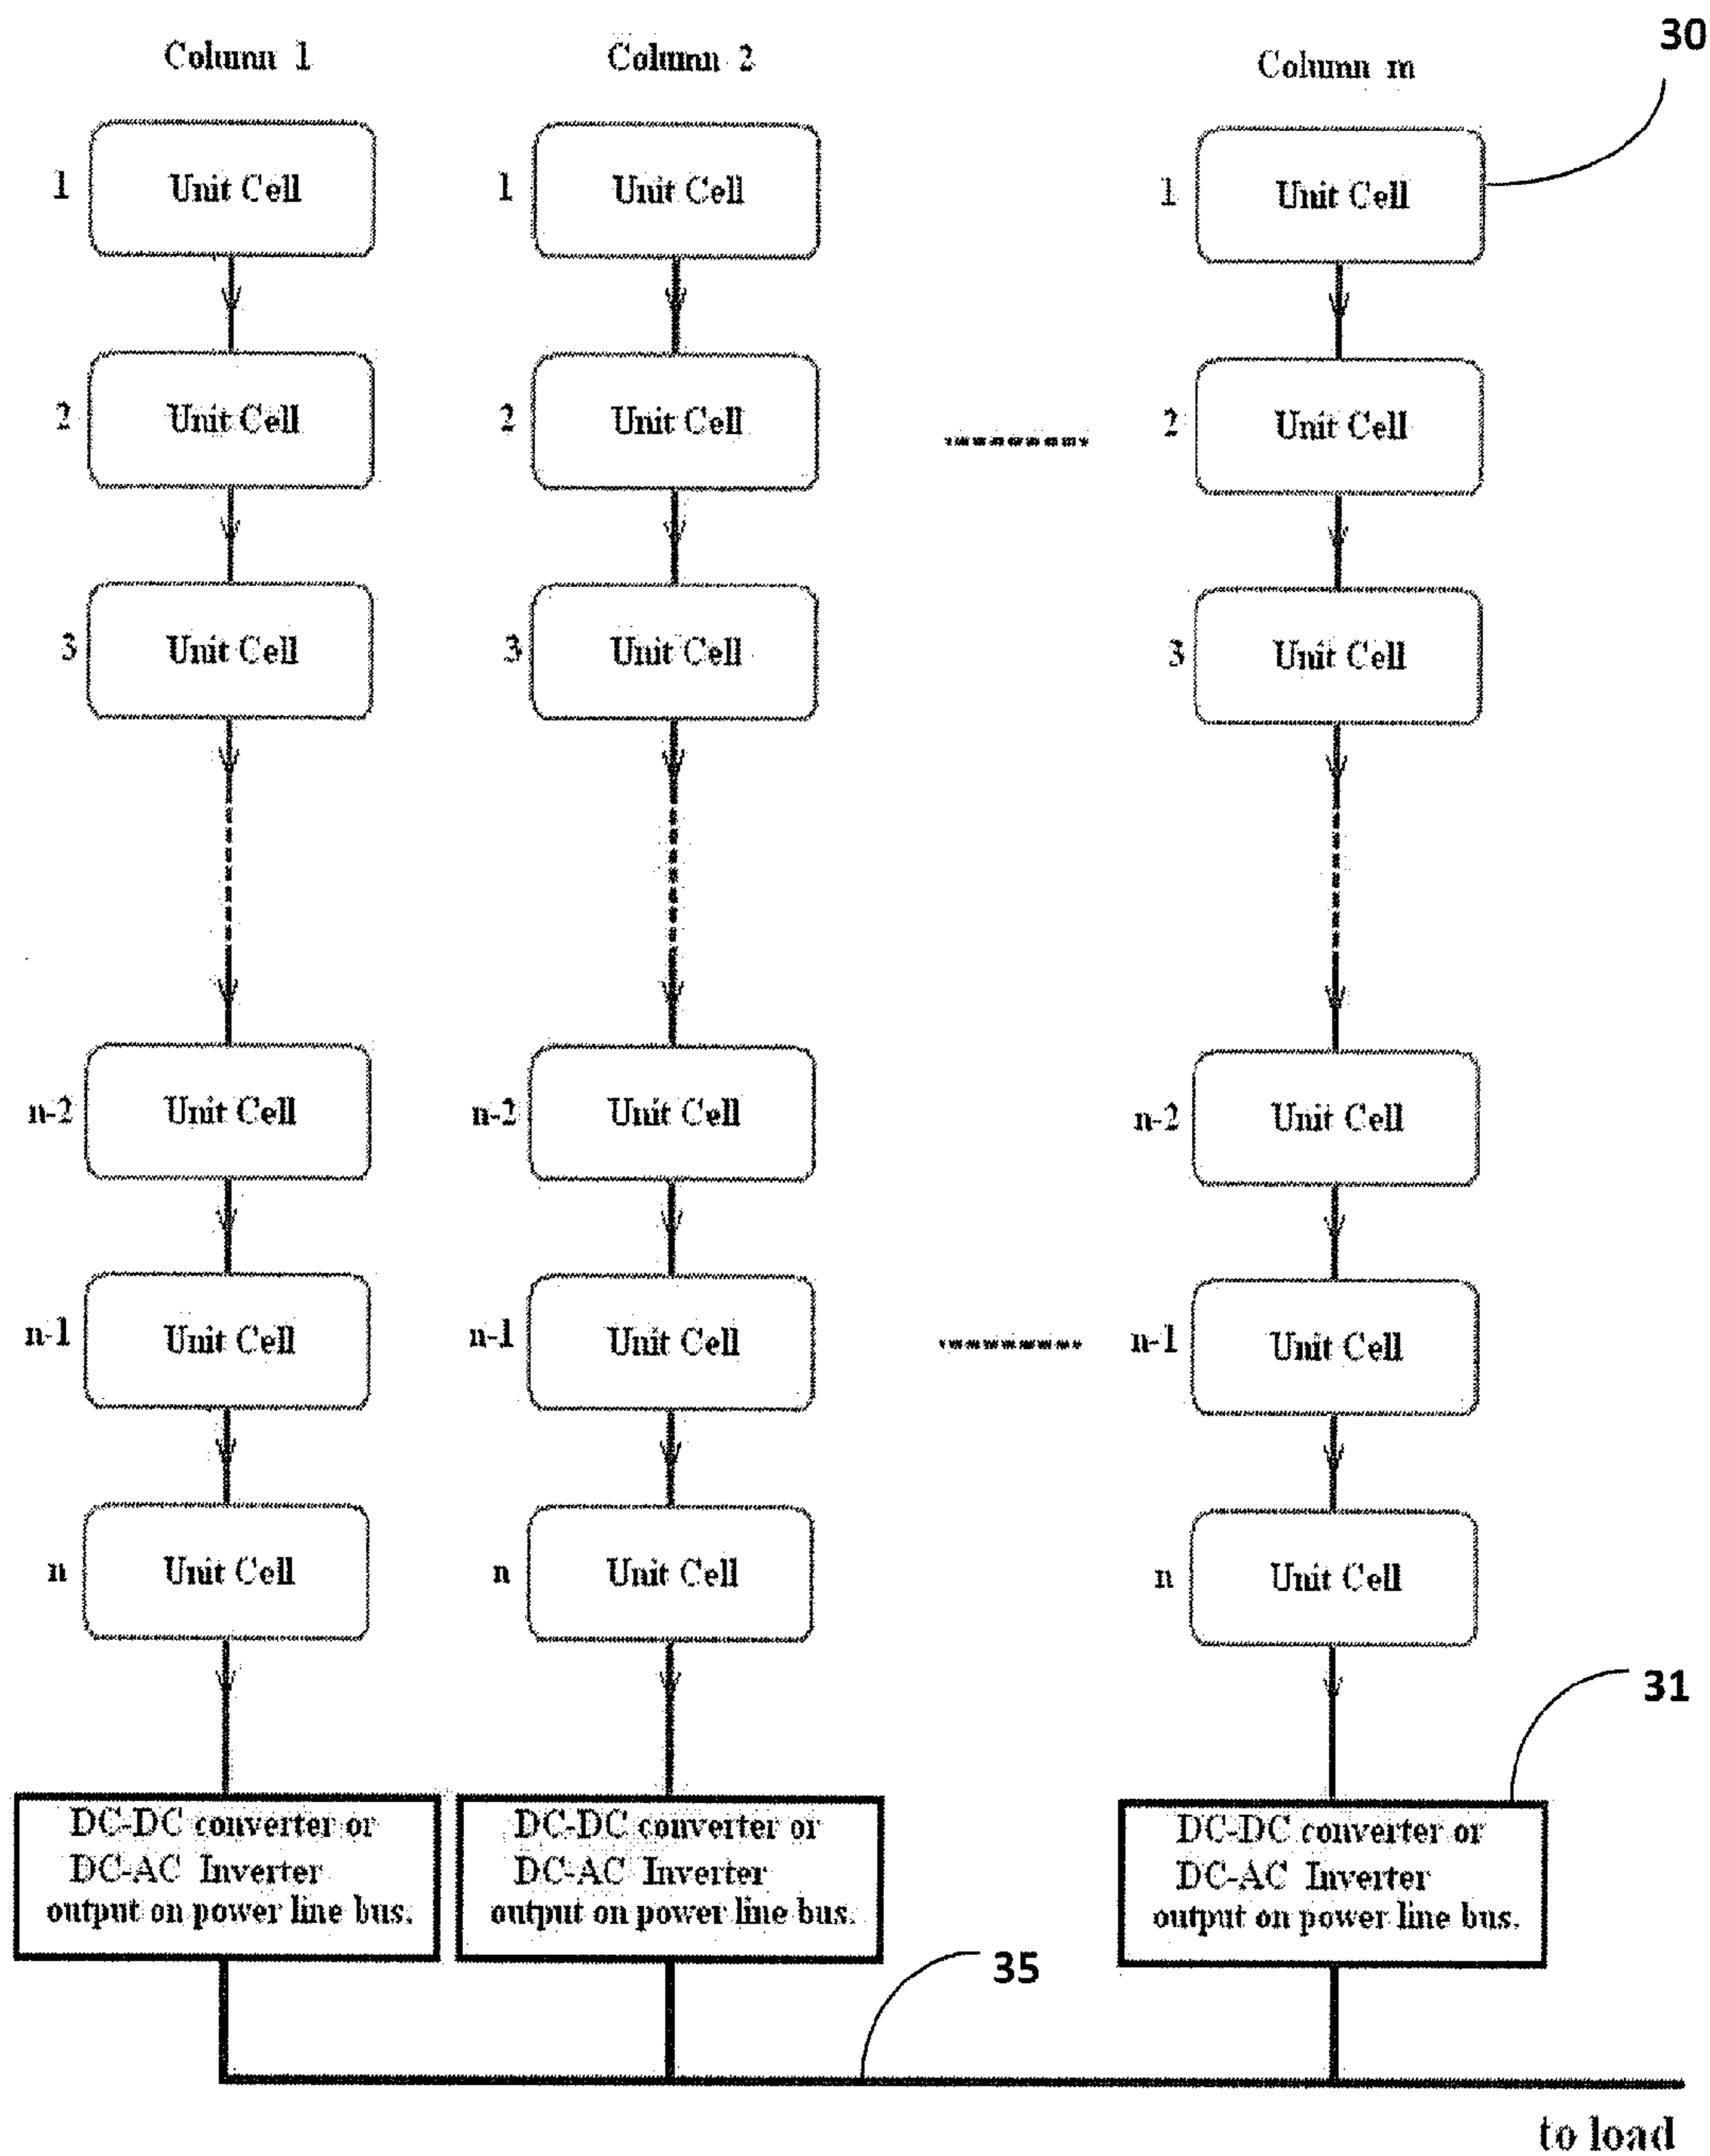 30
Column 1 Column 2 Column m
1 Unit Cell 1 Unit Cell 1 Unit Cell
2 Unit Cell 2 Unit Cell 2 Unit Cell
3 Unit Cell 3 Unit Cell 3 Unit Cell
n-2 Unit Cell n-2 Unit Cell n-2 Unit Cell
n-1 Unit Cell n-1 Unit Cell n-1 Unit Cell
n Unit Cell n Unit Cell n Unit Cell
31
DC-DC converter or
DC-AC Inverter
output on power line bus.
DC-DC converter or
DC-AC Inverter
output on power line bus.
DC-DC converter or
DC-AC Inverter
output on power line bus.
35
to load